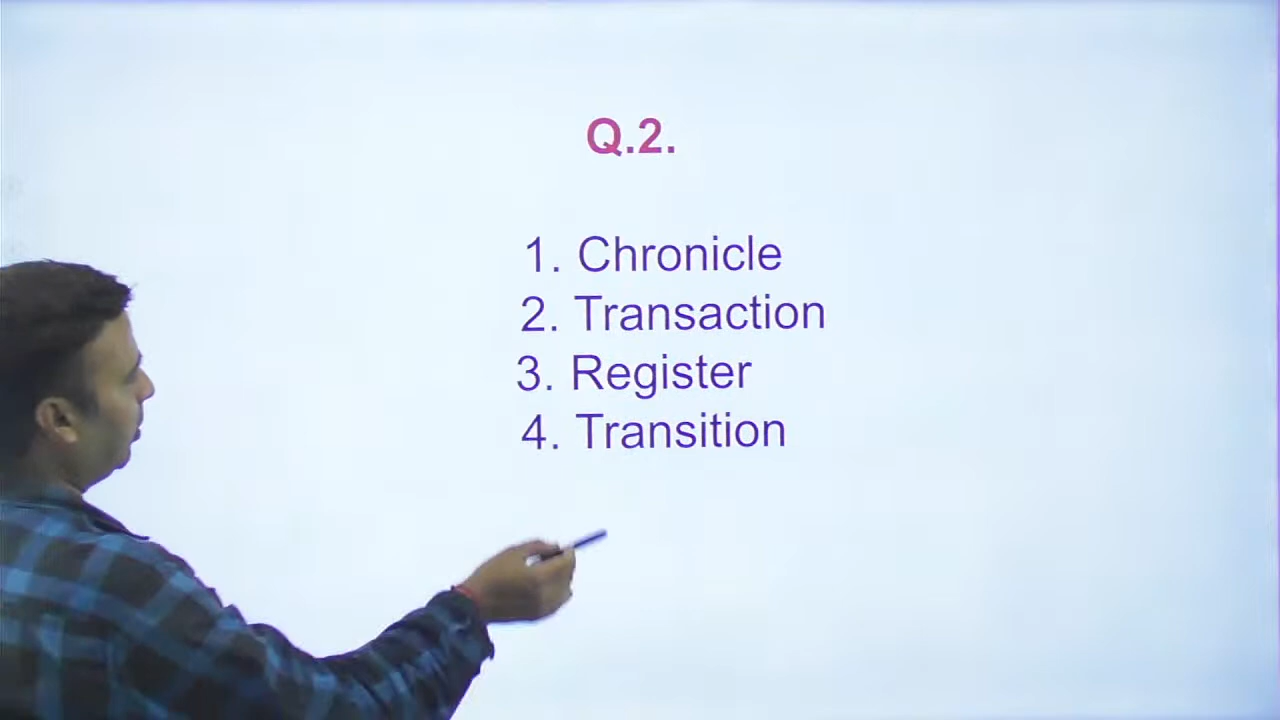 Q.2.
1. Chronicle
2. Transaction
3. Register
4. Transition